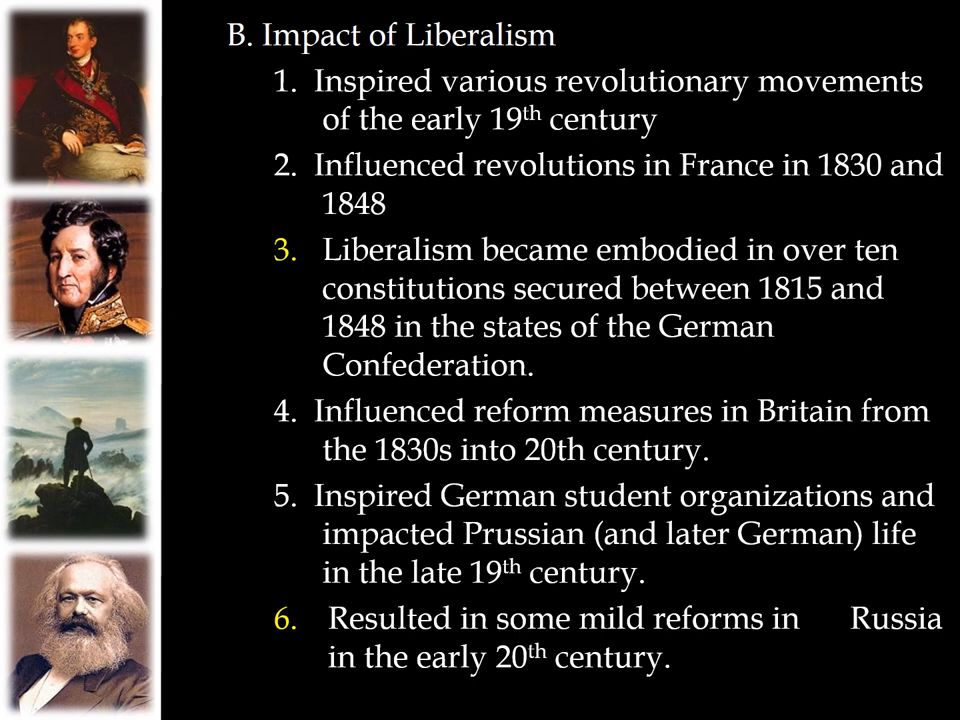 B. Impact of Liberalism
1. Inspired various revolutionary movements
of the early 19th century
2. Influenced revolutions in France in 1830 and
1848
3. Liberalism became embodied in over ten
constitutions secured between 1815 and
1848 in the states of the German
Confederation.
4. Influenced reform measures in Britain from
the 1830s into 20th century.
5. Inspired German student organizations and
impacted Prussian (and later German) life
in the late 19th century.
6. Resulted in some mild reforms in Russia
in the early 20th century.